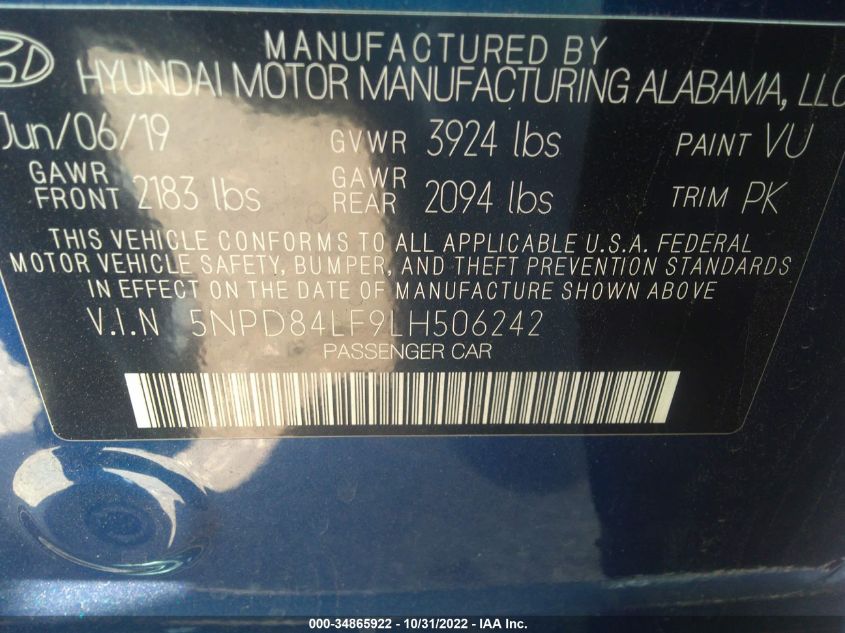 MANUFACTURED BY
HYUNDAI MOTOR MANUFACTURING ALABAMA, LLC
Jun/06/19 GVWR 3924 lbs PAINT VU
GAWR FRONT 2183 lbs GAWR REAR 2094 lbs TRIM PK
THIS VEHICLE CONFORMS TO ALL APPLICABLE U.S.A. FEDERAL
MOTOR VEHICLE SAFETY, BUMPER, AND THEFT PREVENTION STANDARDS
IN EFFECT ON THE DATE OF MANUFACTURE SHOWN ABOVE
V.I.N 5NPD84LF9LH506242
PASSENGER CAR
000-34865922 - 10/31/2022 - IAA Inc.